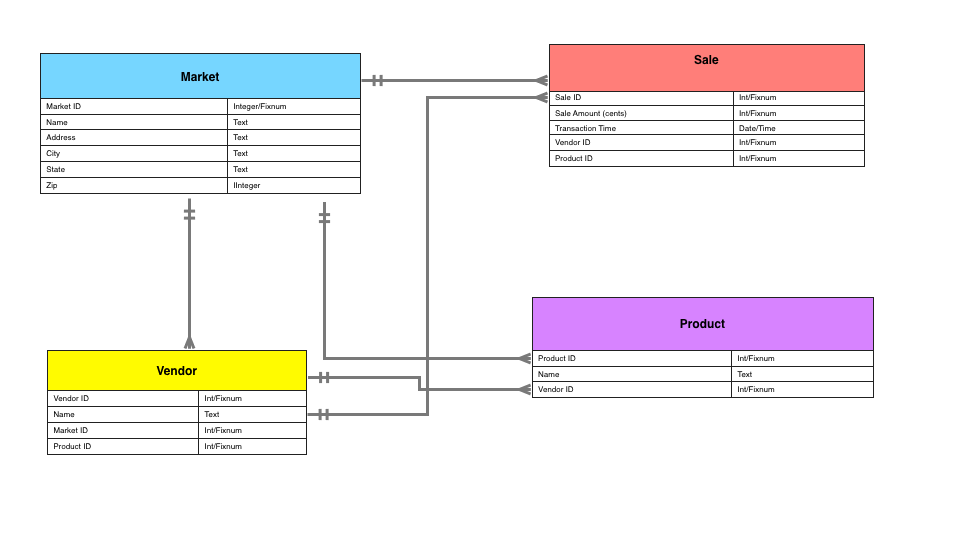 Market
Market ID Integer/Fixnum
Name Text
Address Text
City Text
State Text
Zip IInteger
Sale
Sale ID Int/Fixnum
Sale Amount (cents) Int/Fixnum
Transaction Time Date/Time
Vendor ID Int/Fixnum
Product ID Int/Fixnum
Vendor
Vendor ID Int/Fixnum
Name Text
Market ID Int/Fixnum
Product ID Int/Fixnum
Product
Product ID Int/Fixnum
Name Text
Vendor ID Int/Fixnum